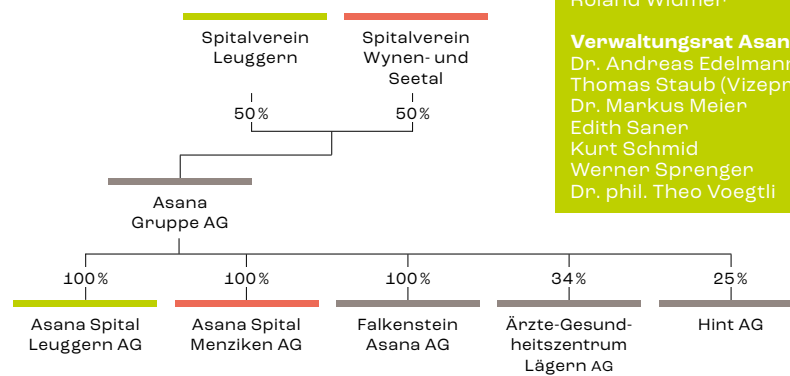 Spitalverein
Leuggern
Spitalverein
Wynen- und
Seetal
50%
50%
Asana
Gruppe AG
100%
100%
100%
34%
25%
Asana Spital
Leuggern AG
Asana Spital
Menziken AG
Falkenstein
Asana AG
Ärzte-Gesund-
heitszentrum
Lägern AG
Hint AG
Roland Widmer
Verwaltungsrat Asan
Dr. Andreas Edelmann
Thomas Staub (Vizepr
Dr. Markus Meier
Edith Saner
Kurt Schmid
Werner Sprenger
Dr. phil. Theo Voegtli